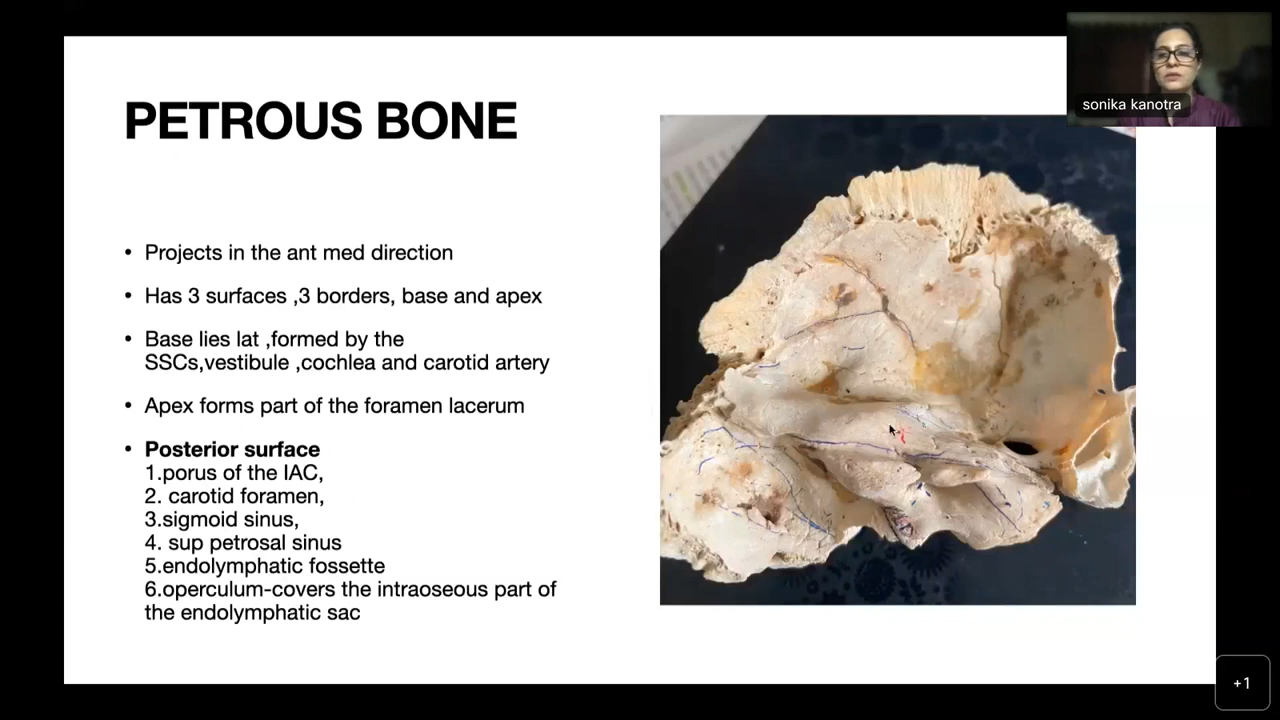 sonika kanotra
PETROUS BONE
• Projects in the ant med direction
• Has 3 surfaces ,3 borders, base and apex
• Base lies lat ,formed by the
SSCs,vestibule ,cochlea and carotid artery
• Apex forms part of the foramen lacerum
• Posterior surface
1.porus of the IAC,
2. carotid foramen,
3.sigmoid sinus,
4. sup petrosal sinus
5.endolymphatic fossette
6.operculum-covers the intraoseous part of
the endolymphatic sac
+1